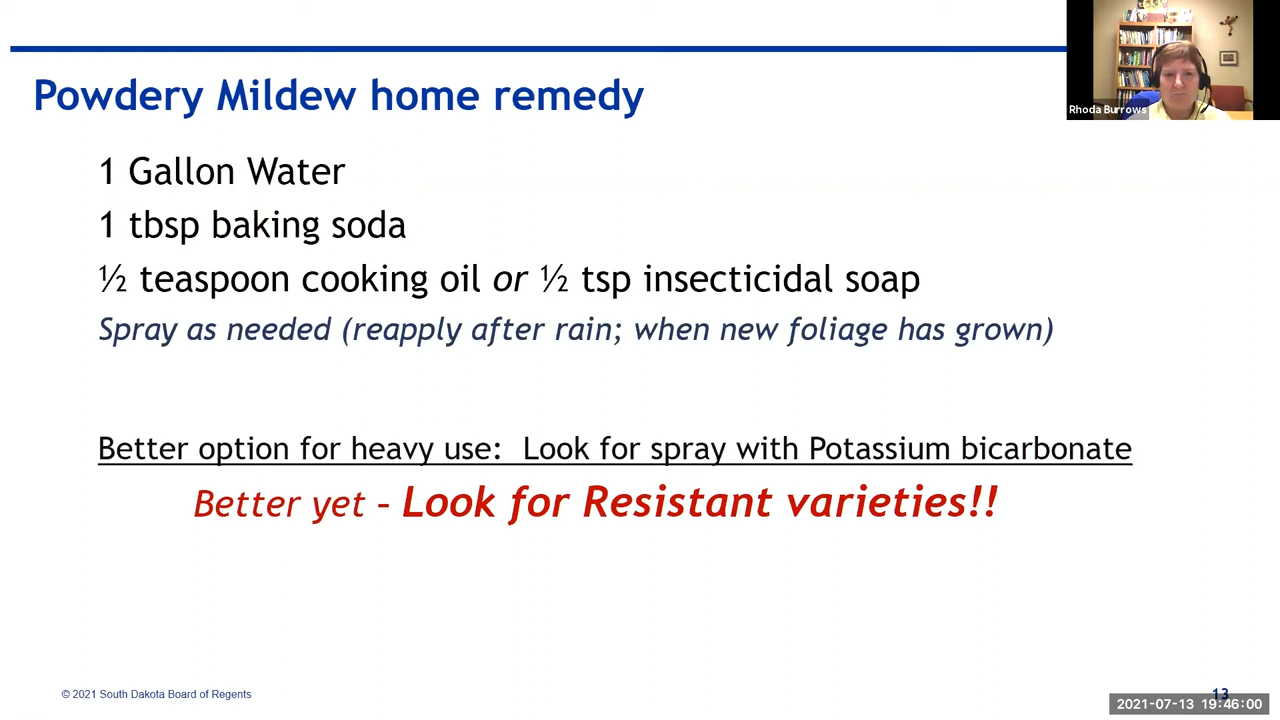 Powdery Mildew home remedy
Rhoda Burrows
1 Gallon Water
1 tbsp baking soda
½ teaspoon cooking oil or ½ tsp insecticidal soap
Spray as needed (reapply after rain; when new foliage has grown)
Better option for heavy use: Look for spray with Potassium bicarbonate
Better yet – Look for Resistant varieties!!
© 2021 South Dakota Board of Regents
13
2021-07-13 19:46:00